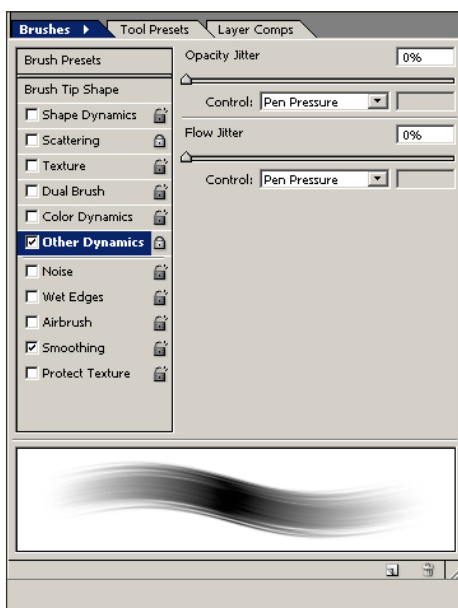 Brushes Tool Presets Layer Comps
Brush Presets
Brush Tip Shape
Shape Dynamics
Scattering
Texture
Dual Brush
Color Dynamics
Other Dynamics
Noise
Wet Edges
Airbrush
Smoothing
Protect Texture
Opacity Jitter 0%
Control: Pen Pressure
Flow Jitter 0%
Control: Pen Pressure